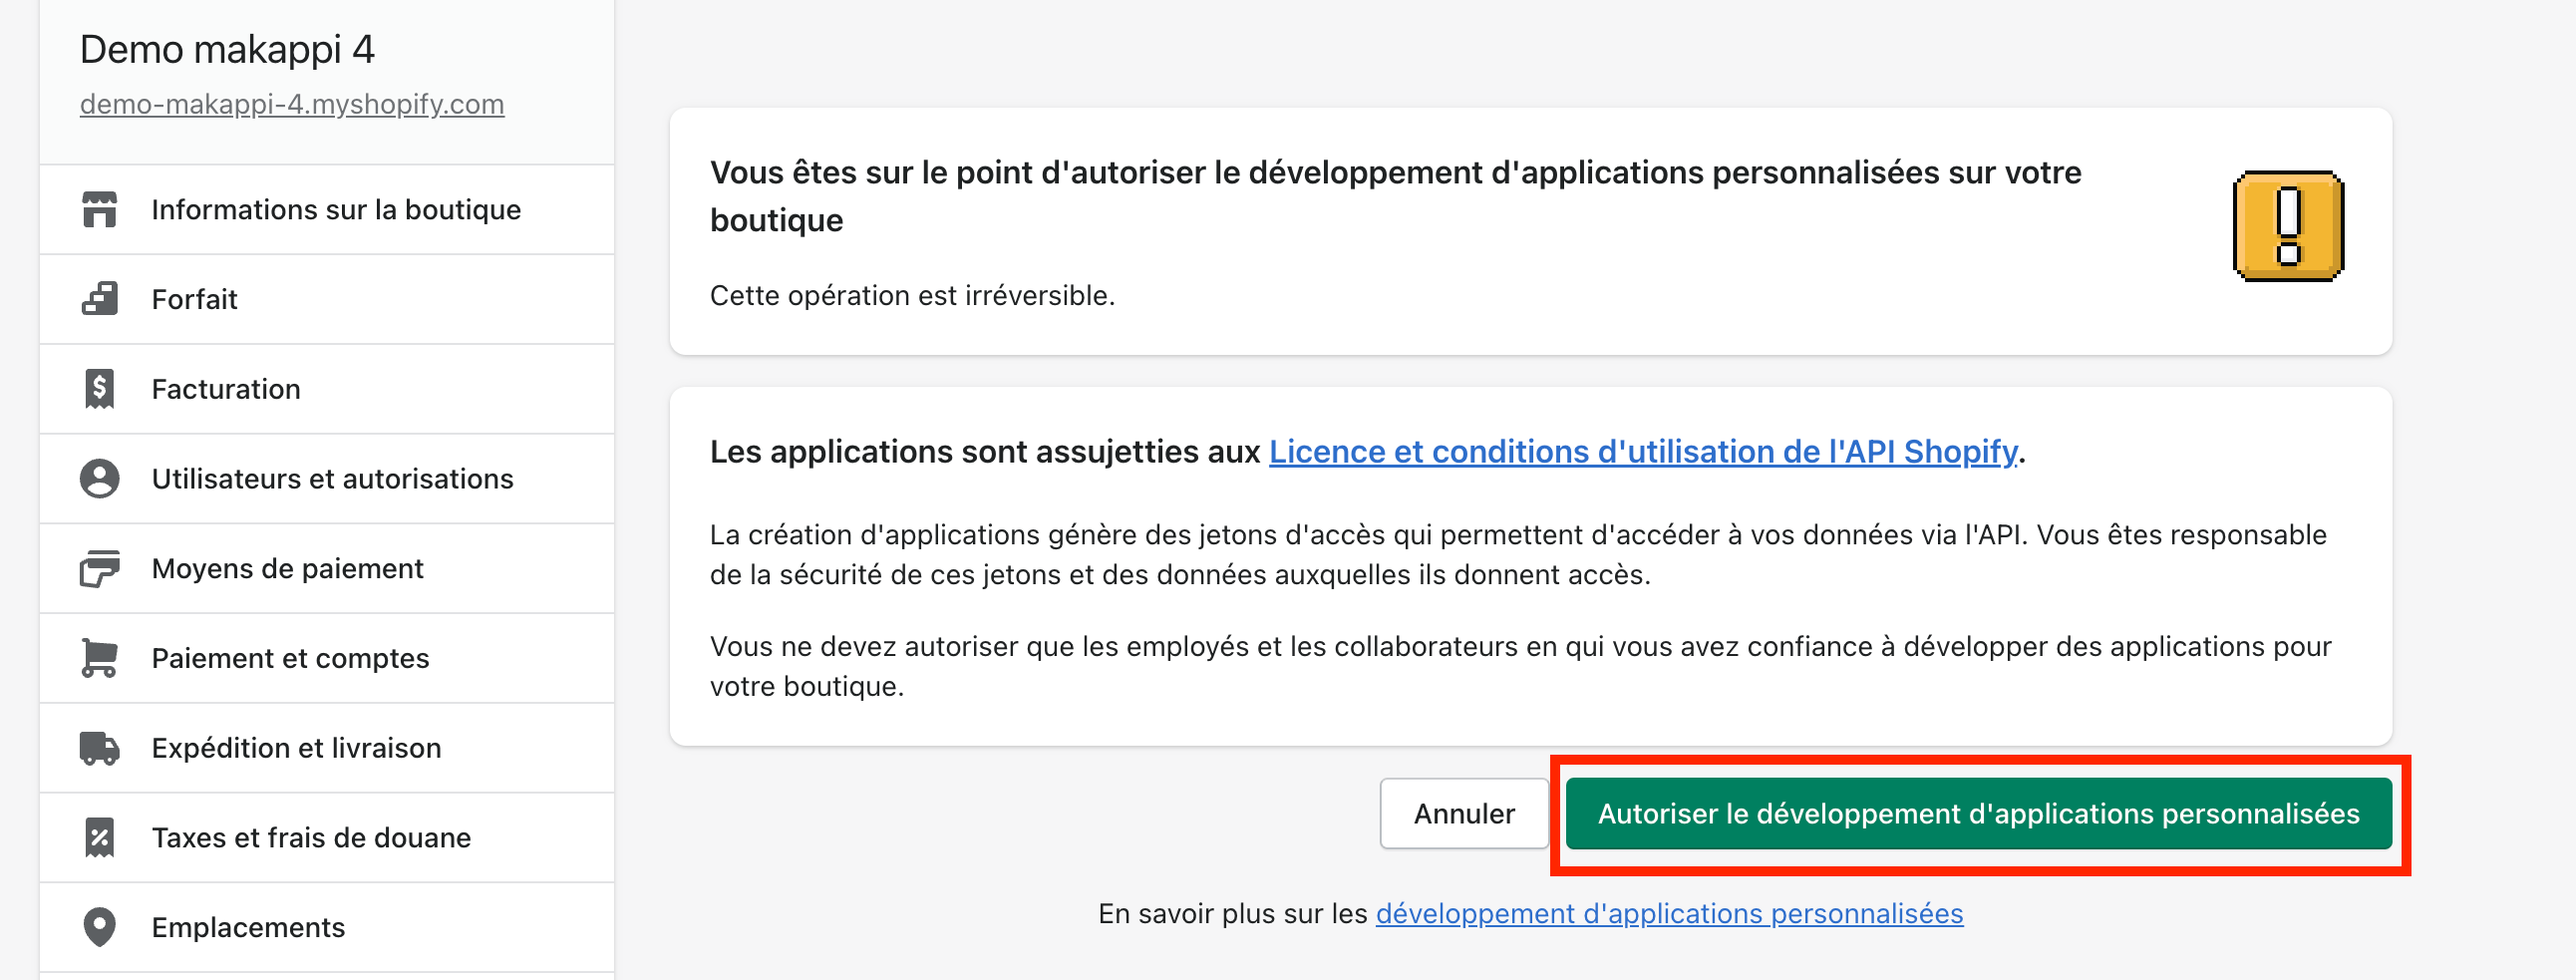 Demo makappi 4
demo-makappi-4.myshopify.com
Informations sur la boutique
Forfait
Facturation
Utilisateurs et autorisations
Moyens de paiement
Paiement et comptes
Expédition et livraison
Taxes et frais de douane
Emplacements
Vous êtes sur le point d'autoriser le développement d'applications personnalisées sur votre
boutique
Cette opération est irréversible.
Les applications sont assujetties aux Licence et conditions d'utilisation de l'API Shopify.
La création d'applications génère des jetons d'accès qui permettent d'accéder à vos données via l'API. Vous êtes responsable
de la sécurité de ces jetons et des données auxquelles ils donnent accès.
Vous ne devez autoriser que les employés et les collaborateurs en qui vous avez confiance à développer des applications pour
votre boutique.
Annuler
Autoriser le développement d'applications personnalisées
En savoir plus sur les développement d'applications personnalisées